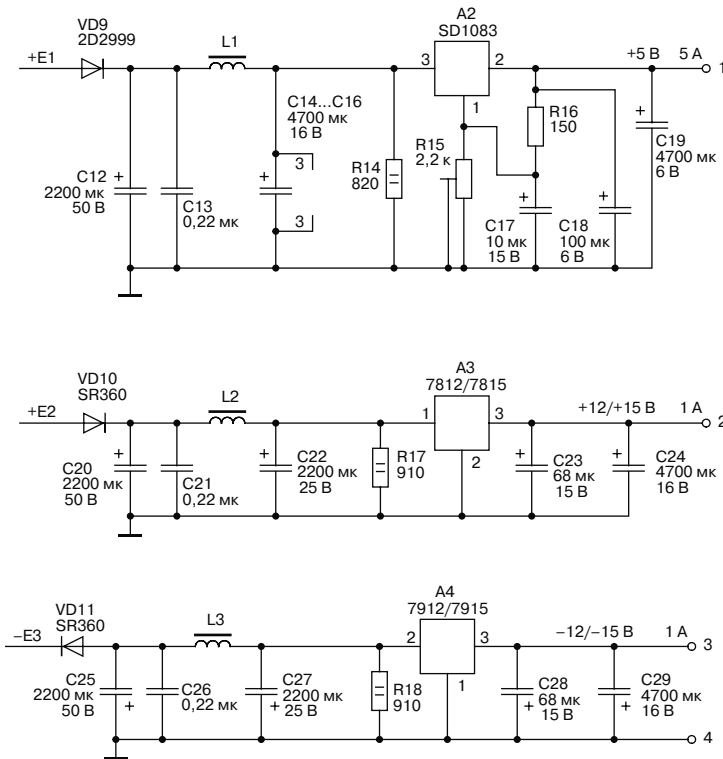 VD9
2D2999
+E1
L1
A2
SD1083
3
2
1
+5 В
5 А
1
C12
2200 мк
50 В
+
C13
0,22 мк
C14...C16
4700 мк
16 В
3
+
3
R14
820
R15
2,2 к
R16
150
+
C17
10 мк
15 В
+
C18
100 мк
6 В
+
C19
4700 мк
6 В
VD10
SR360
+E2
L2
A3
7812/7815
1
3
2
+12/+15 В
1 А
2
C20
2200 мк
50 В
+
C21
0,22 мк
+
C22
2200 мк
25 В
R17
910
+
C23
68 мк
15 В
+
C24
4700 мк
16 В
VD11
SR360
−E3
L3
A4
7912/7915
2
3
1
−12/−15 В
1 А
3
C25
2200 мк
50 В
+
C26
0,22 мк
C27
2200 мк
+
25 В
R18
910
C28
68 мк
+
15 В
C29
4700 мк
+
16 В
4